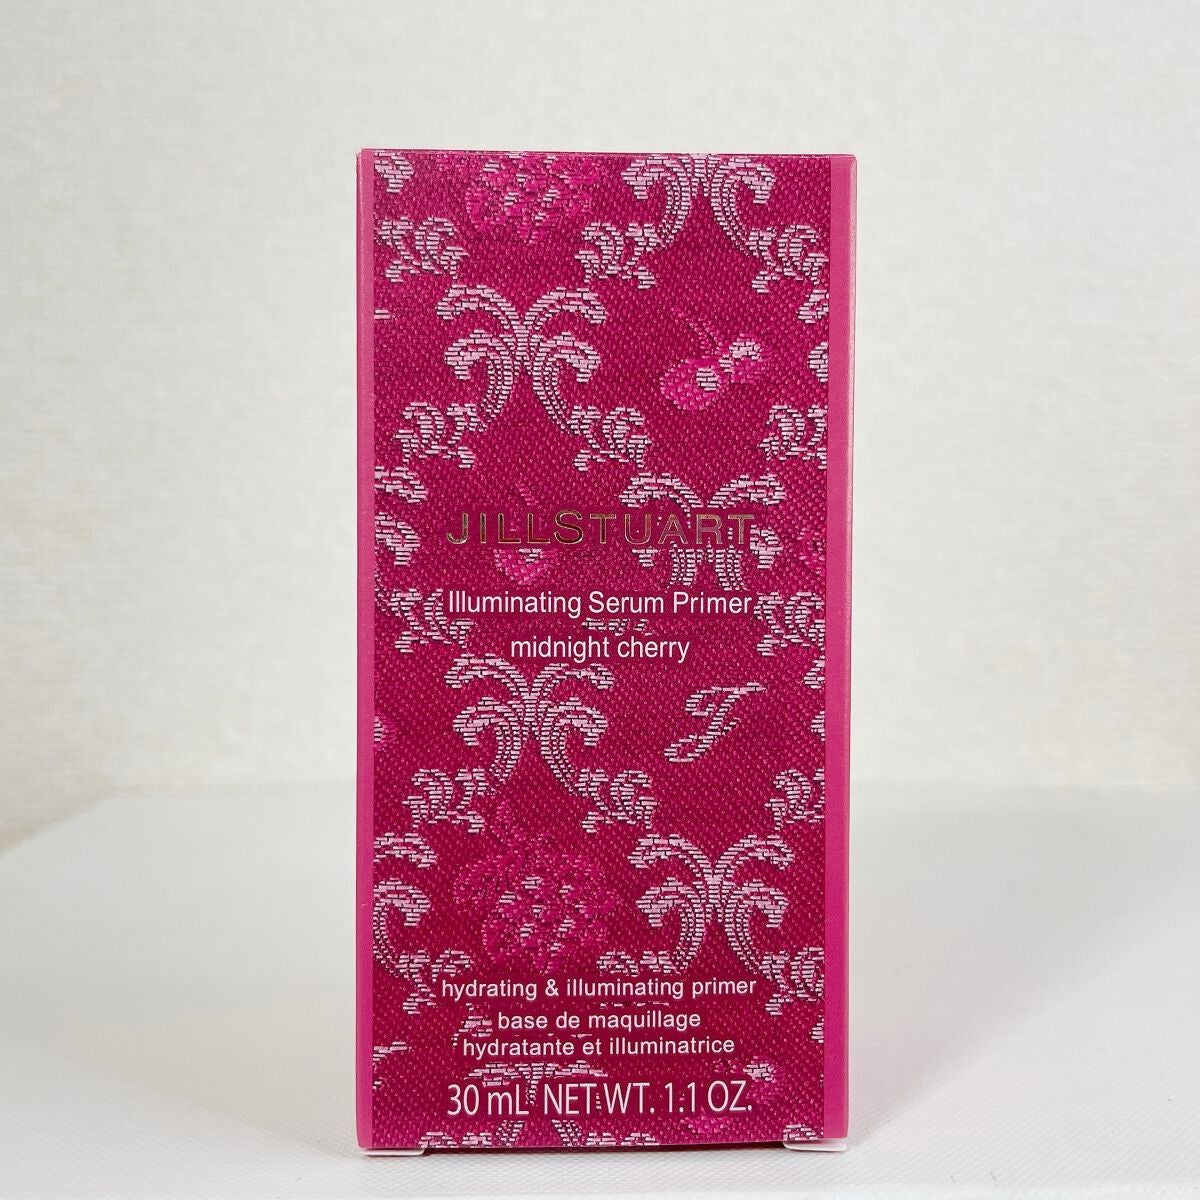 JILLSTUART
Illuminating Serum Primer
midnight cherry
J
hydrating & illuminating primer
base de maquillage
hydratante et illuminatrice
30 mL NET WT. 1.1 OZ.